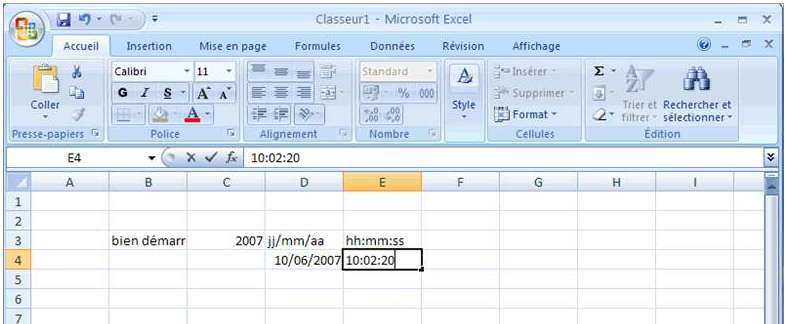 Classeur1 - Microsoft Excel
Accueil Insertion Mise en page Formules Données Révision Affichage
Calibri 11 Standard Insérer Σ
Coller G I S A A % 000 Style Supprimer Trier et filtrer Rechercher et sélectionner
A ,00 ,0 Format
Presse-papiers Police Alignement Nombre Cellules Édition
E4 fx 10:02:20
A B C D E F G H I
1
2
3 bien démarr 2007 jj/mm/aa hh:mm:ss
4 10/06/2007 10:02:20
5
6
7